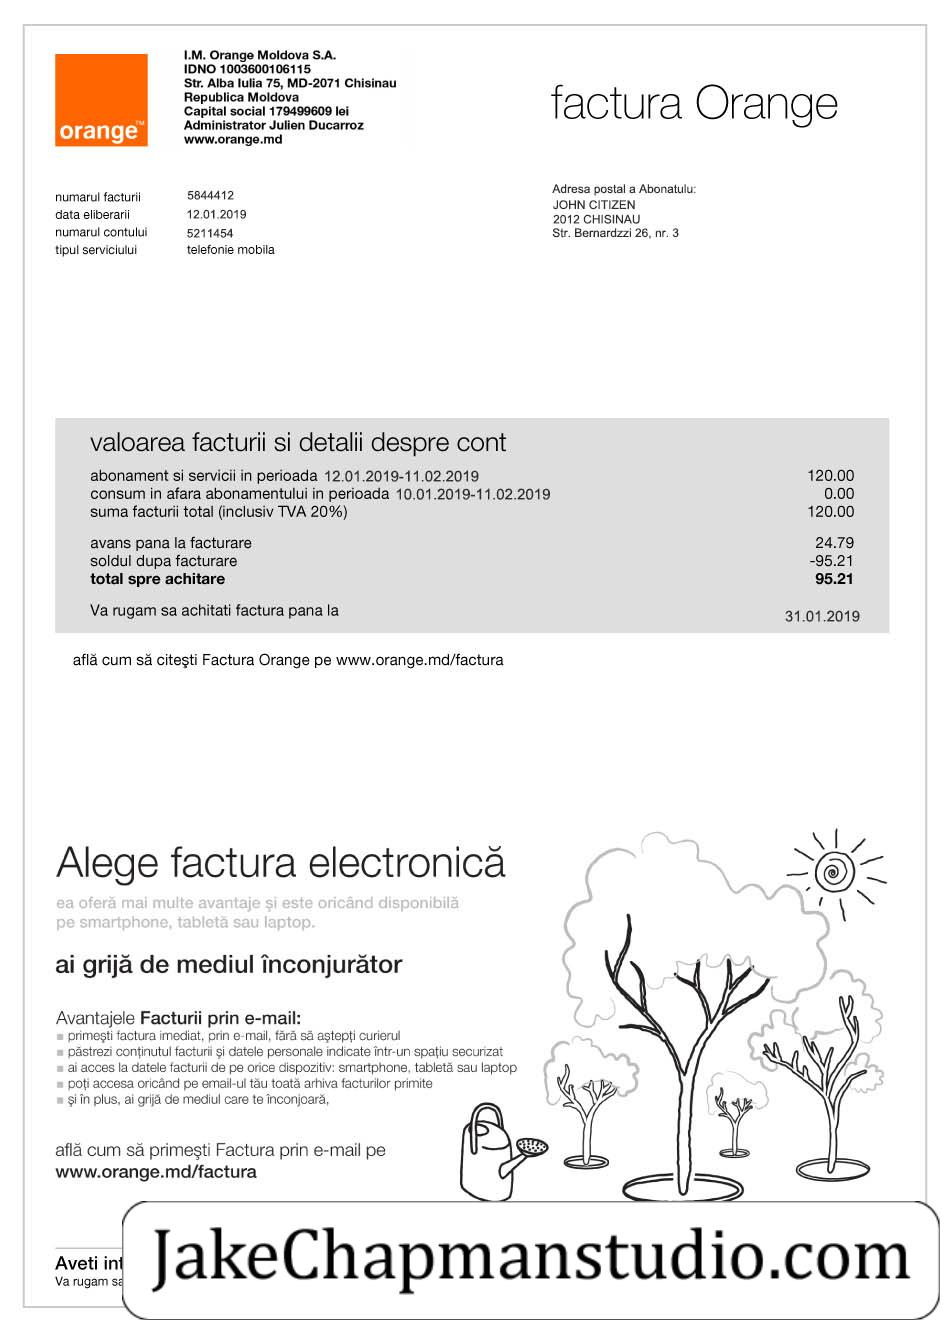 orange™
I.M. Orange Moldova S.A.
IDNO 1003600106115
Str. Alba Iulia 75, MD-2071 Chisinau
Republica Moldova
Capital social 179499609 lei
Administrator Julien Ducarroz
www.orange.md
factura Orange
numarul facturii 5844412
data eliberarii 12.01.2019
numarul contului 5211454
tipul serviciului telefonie mobila
Adresa postal a Abonatulu:
JOHN CITIZEN
2012 CHISINAU
Str. Bernardzzi 26, nr. 3
valoarea facturii si detalii despre cont
abonament si servicii in perioada 12.01.2019-11.02.2019 120.00
consum in afara abonamentului in perioada 10.01.2019-11.02.2019 0.00
suma facturii total (inclusiv TVA 20%) 120.00
avans pana la facturare 24.79
soldul dupa facturare -95.21
total spre achitare 95.21
Va rugam sa achitati factura pana la 31.01.2019
află cum să citeşti Factura Orange pe www.orange.md/factura
Alege factura electronică
ea oferă mai multe avantaje şi este oricând disponibilă
pe smartphone, tabletă sau laptop.
ai grijă de mediul înconjurător
Avantajele Facturii prin e-mail:
primeşti factura imediat, prin e-mail, fără să aştepţi curierul
păstrezi conţinutul facturii şi datele personale indicate într-un spaţiu securizat
ai acces la datele facturii de pe orice dispozitiv: smartphone, tabletă sau laptop
poţi accesa oricând pe email-ul tău toată arhiva facturilor primite
şi în plus, ai grijă de mediul care te înconjoară,
află cum să primeşti Factura prin e-mail pe
www.orange.md/factura
Aveti int
Va rugam sa
JakeChapmanstudio.com